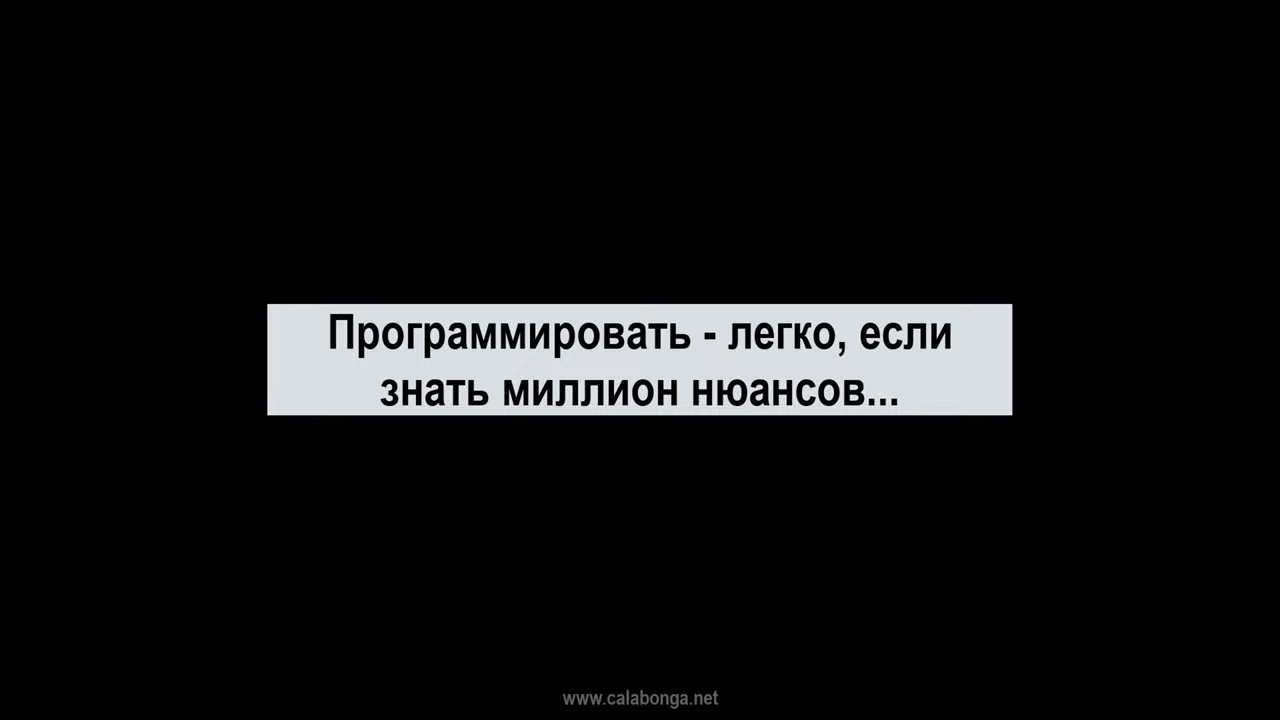 Программировать - легко, если
знать миллион нюансов...
www.calabonga.net